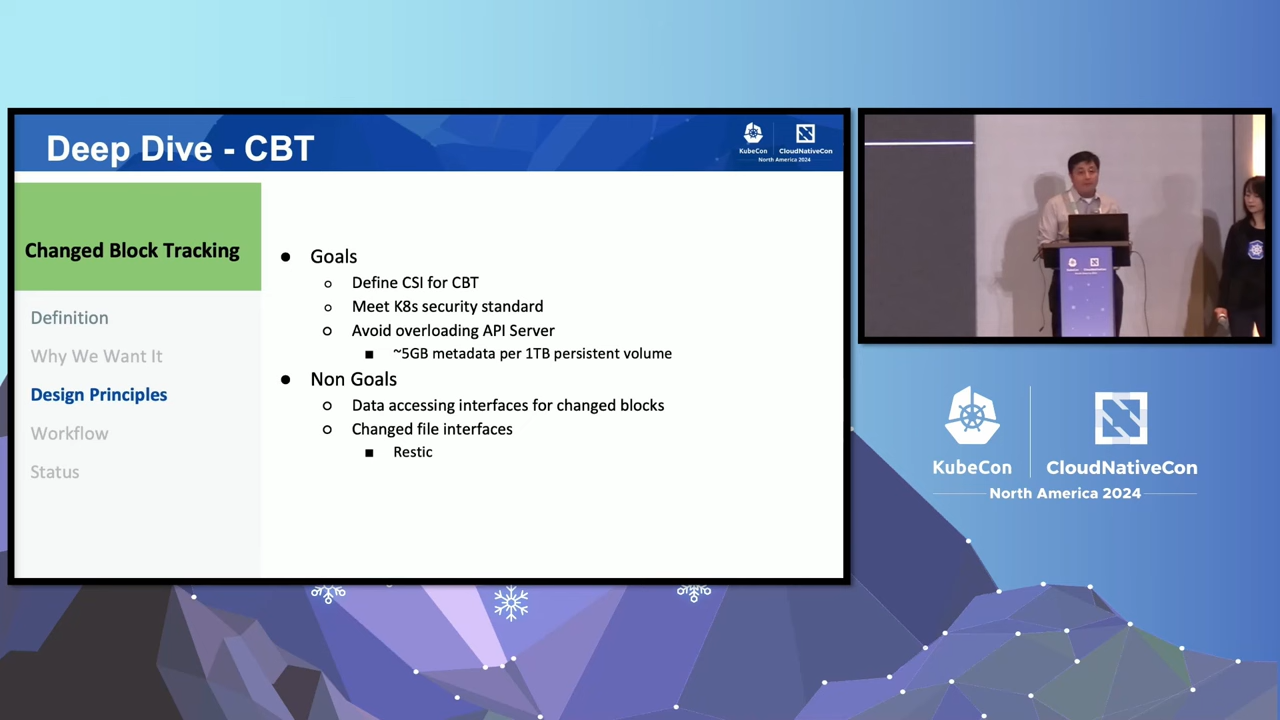 Deep Dive - CBT
KubeCon
CloudNativeCon
North America 2024
Changed Block Tracking
Definition
Why We Want It
Design Principles
Workflow
Status
● Goals
○ Define CSI for CBT
○ Meet K8s security standard
○ Avoid overloading API Server
■ ~5GB metadata per 1TB persistent volume
● Non Goals
○ Data accessing interfaces for changed blocks
○ Changed file interfaces
■ Restic
KubeCon
CloudNativeCon
North America 2024